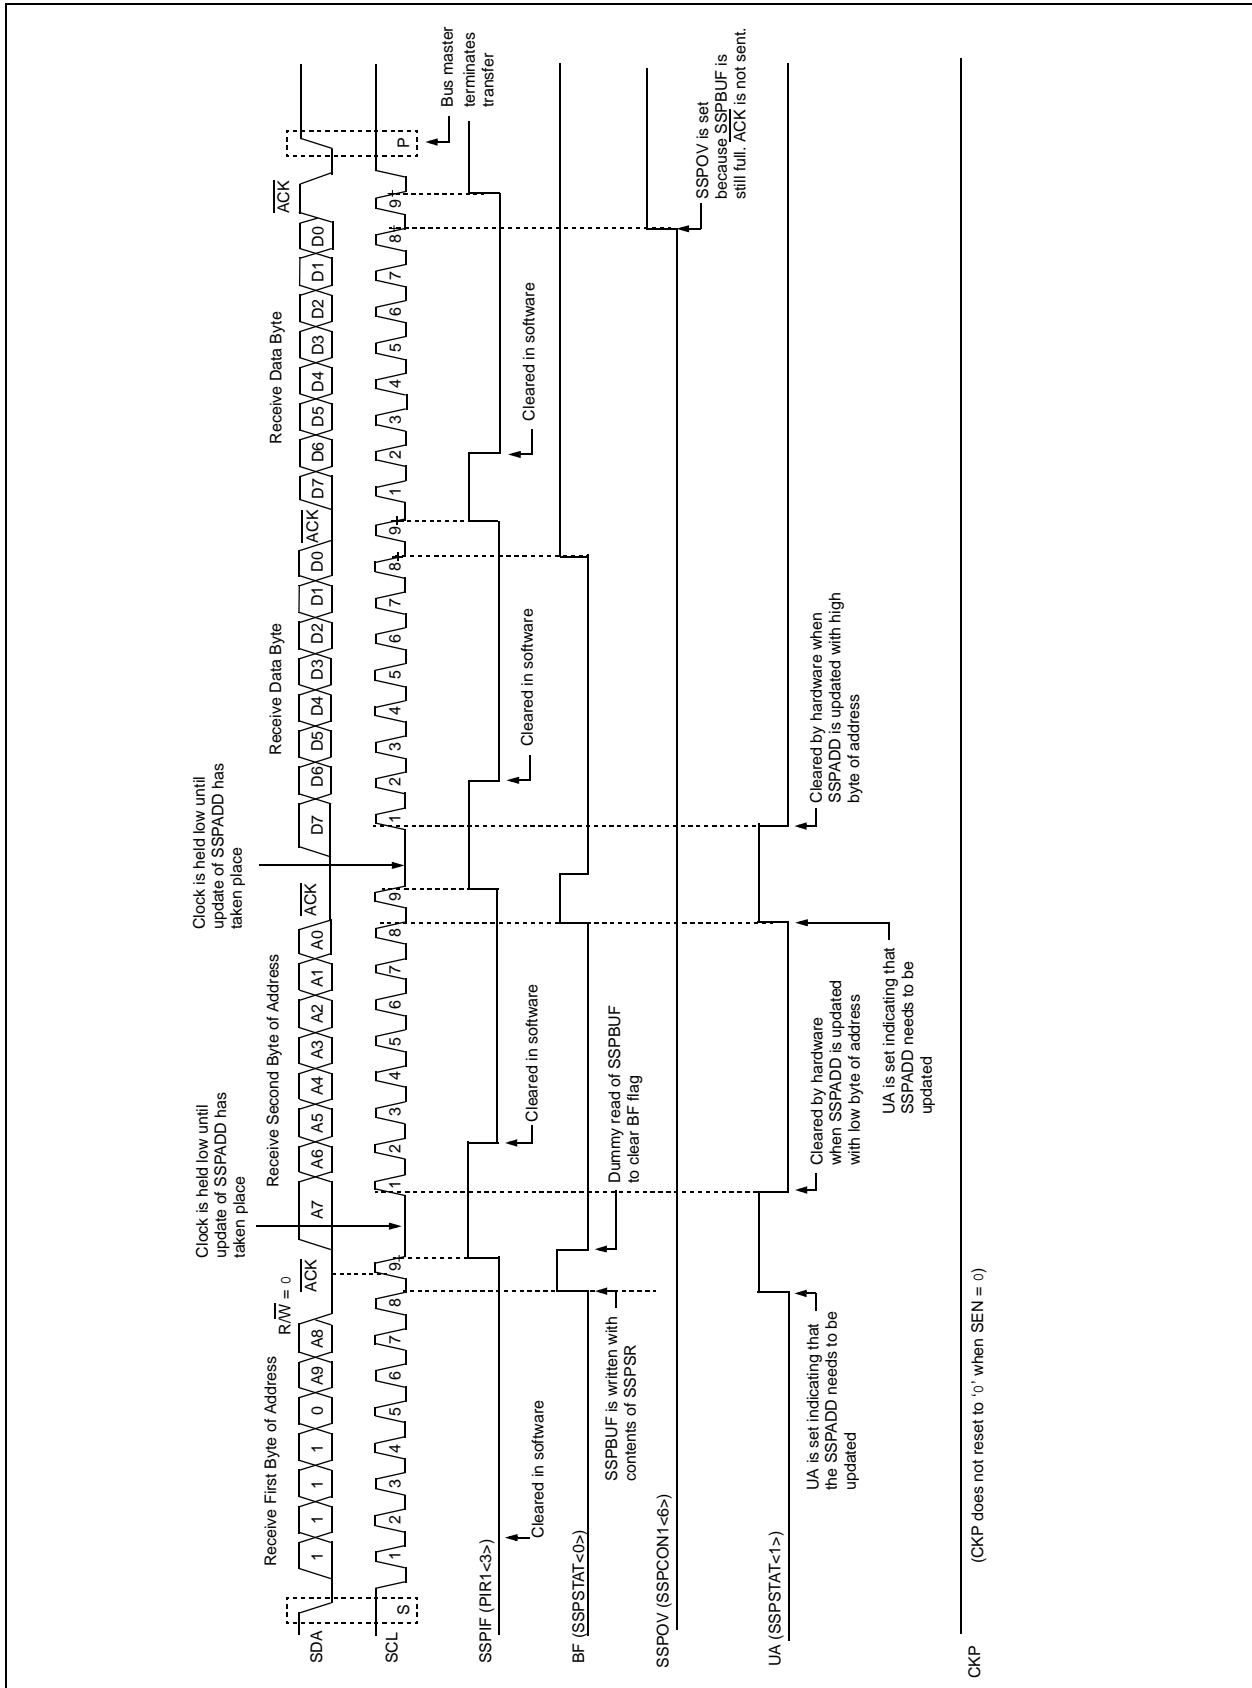 Receive First Byte of Address
R/W = 0
Receive Second Byte of Address
Receive Data Byte
Receive Data Byte
Clock is held low until
update of SSPADD has
taken place
Clock is held low until
update of SSPADD has
taken place
SDA
1 1 1 1 0 A9 A8 ACK A7 A6 A5 A4 A3 A2 A1 A0 ACK D7 D6 D5 D4 D3 D2 D1 D0 ACK D7 D6 D5 D4 D3 D2 D1 D0 ACK
SCL
S 1 2 3 4 5 6 7 8 9 1 2 3 4 5 6 7 8 9 1 2 3 4 5 6 7 8 9 1 2 3 4 5 6 7 8 9 P
Bus master
terminates
transfer
SSPIF (PIR1<3>)
Cleared in software
Cleared in software
Cleared in software
Cleared in software
BF (SSPSTAT<0>)
SSPBUF is written with
contents of SSPSR
Dummy read of SSPBUF
to clear BF flag
SSPOV (SSPCON1<6>)
SSPOV is set
because SSPBUF is
still full. ACK is not sent.
UA (SSPSTAT<1>)
UA is set indicating that
the SSPADD needs to be
updated
Cleared by hardware
when SSPADD is updated
with low byte of address
UA is set indicating that
SSPADD needs to be
updated
Cleared by hardware when
SSPADD is updated with high
byte of address
CKP
(CKP does not reset to ‘0’ when SEN = 0)